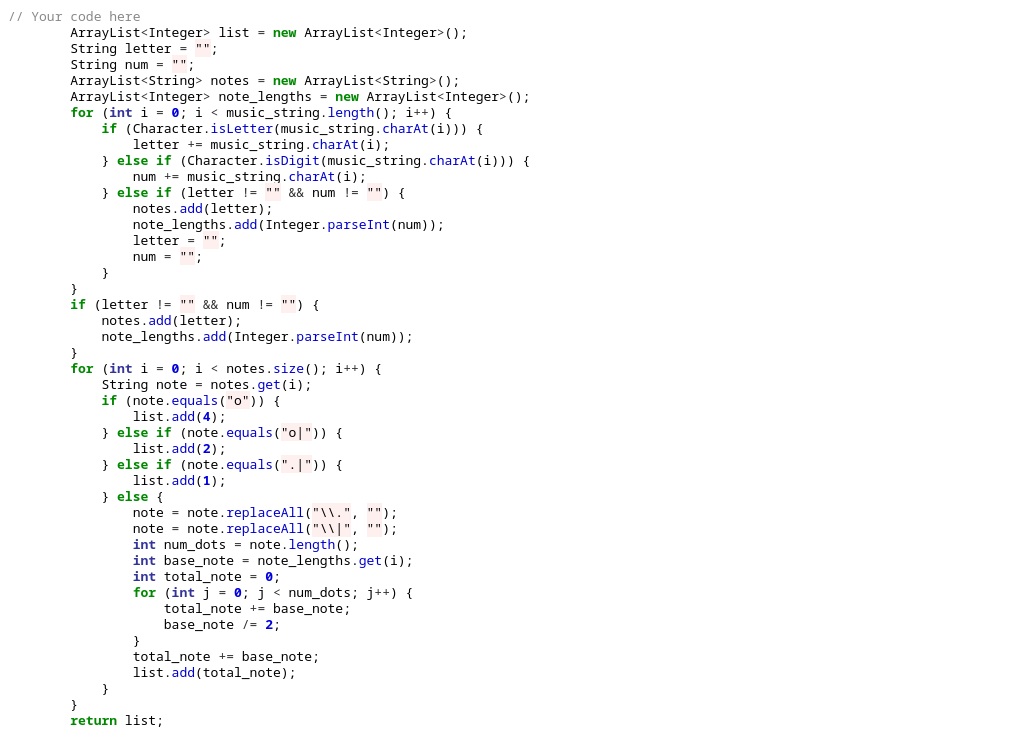 // Your code here
        ArrayList<Integer> list = new ArrayList<Integer>();
        String letter = "";
        String num = "";
        ArrayList<String> notes = new ArrayList<String>();
        ArrayList<Integer> note_lengths = new ArrayList<Integer>();
        for (int i = 0; i < music_string.length(); i++) {
            if (Character.isLetter(music_string.charAt(i))) {
                letter += music_string.charAt(i);
            } else if (Character.isDigit(music_string.charAt(i))) {
                num += music_string.charAt(i);
            } else if (letter != "" && num != "") {
                notes.add(letter);
                note_lengths.add(Integer.parseInt(num));
                letter = "";
                num = "";
            }
        }
        if (letter != "" && num != "") {
            notes.add(letter);
            note_lengths.add(Integer.parseInt(num));
        }
        for (int i = 0; i < notes.size(); i++) {
            String note = notes.get(i);
            if (note.equals("o")) {
                list.add(4);
            } else if (note.equals("o|")) {
                list.add(2);
            } else if (note.equals(".|")) {
                list.add(1);
            } else {
                note = note.replaceAll("\\.", "");
                note = note.replaceAll("\\|", "");
                int num_dots = note.length();
                int base_note = note_lengths.get(i);
                int total_note = 0;
                for (int j = 0; j < num_dots; j++) {
                    total_note += base_note;
                    base_note /= 2;
                }
                total_note += base_note;
                list.add(total_note);
            }
        }
        return list;